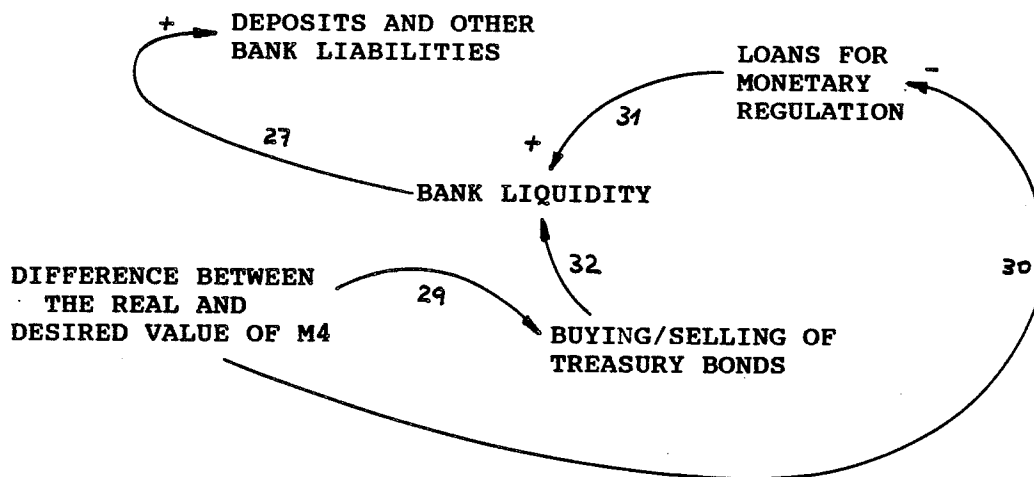 +
DEPOSITS AND OTHER
BANK LIABILITIES
LOANS FOR
MONETARY
REGULATION
-
27
31
+
BANK LIQUIDITY
DIFFERENCE BETWEEN
THE REAL AND
DESIRED VALUE OF M4
29
32
30
BUYING/SELLING OF
TREASURY BONDS